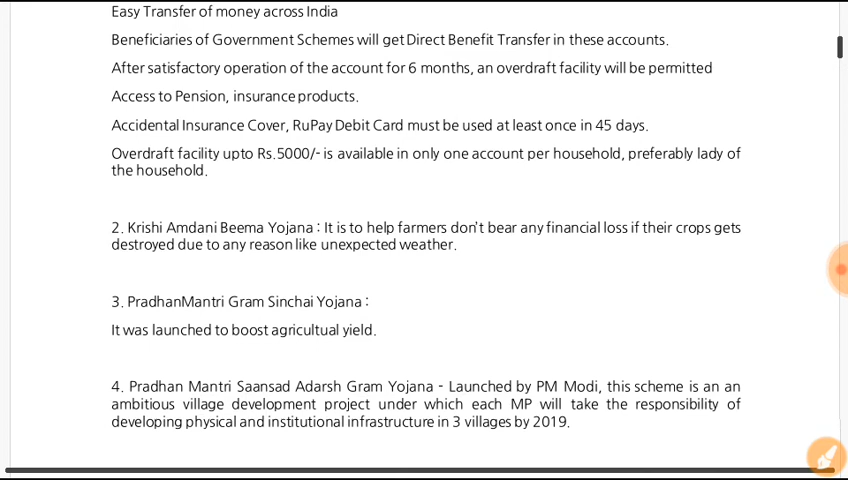 Easy Transfer of money across India
Beneficiaries of Government Schemes will get Direct Benefit Transfer in these accounts.
After satisfactory operation of the account for 6 months, an overdraft facility will be permitted
Access to Pension, insurance products.
Accidental Insurance Cover, RuPay Debit Card must be used at least once in 45 days.
Overdraft facility upto Rs.5000/- is available in only one account per household, preferably lady of
the household.
2. Krishi Amdani Beema Yojana : It is to help farmers don't bear any financial loss if their crops gets
destroyed due to any reason like unexpected weather.
3. PradhanMantri Gram Sinchai Yojana :
It was launched to boost agricultual yield.
4. Pradhan Mantri Saansad Adarsh Gram Yojana - Launched by PM Modi, this scheme is an an
ambitious village development project under which each MP will take the responsibility of
developing physical and institutional infrastructure in 3 villages by 2019.